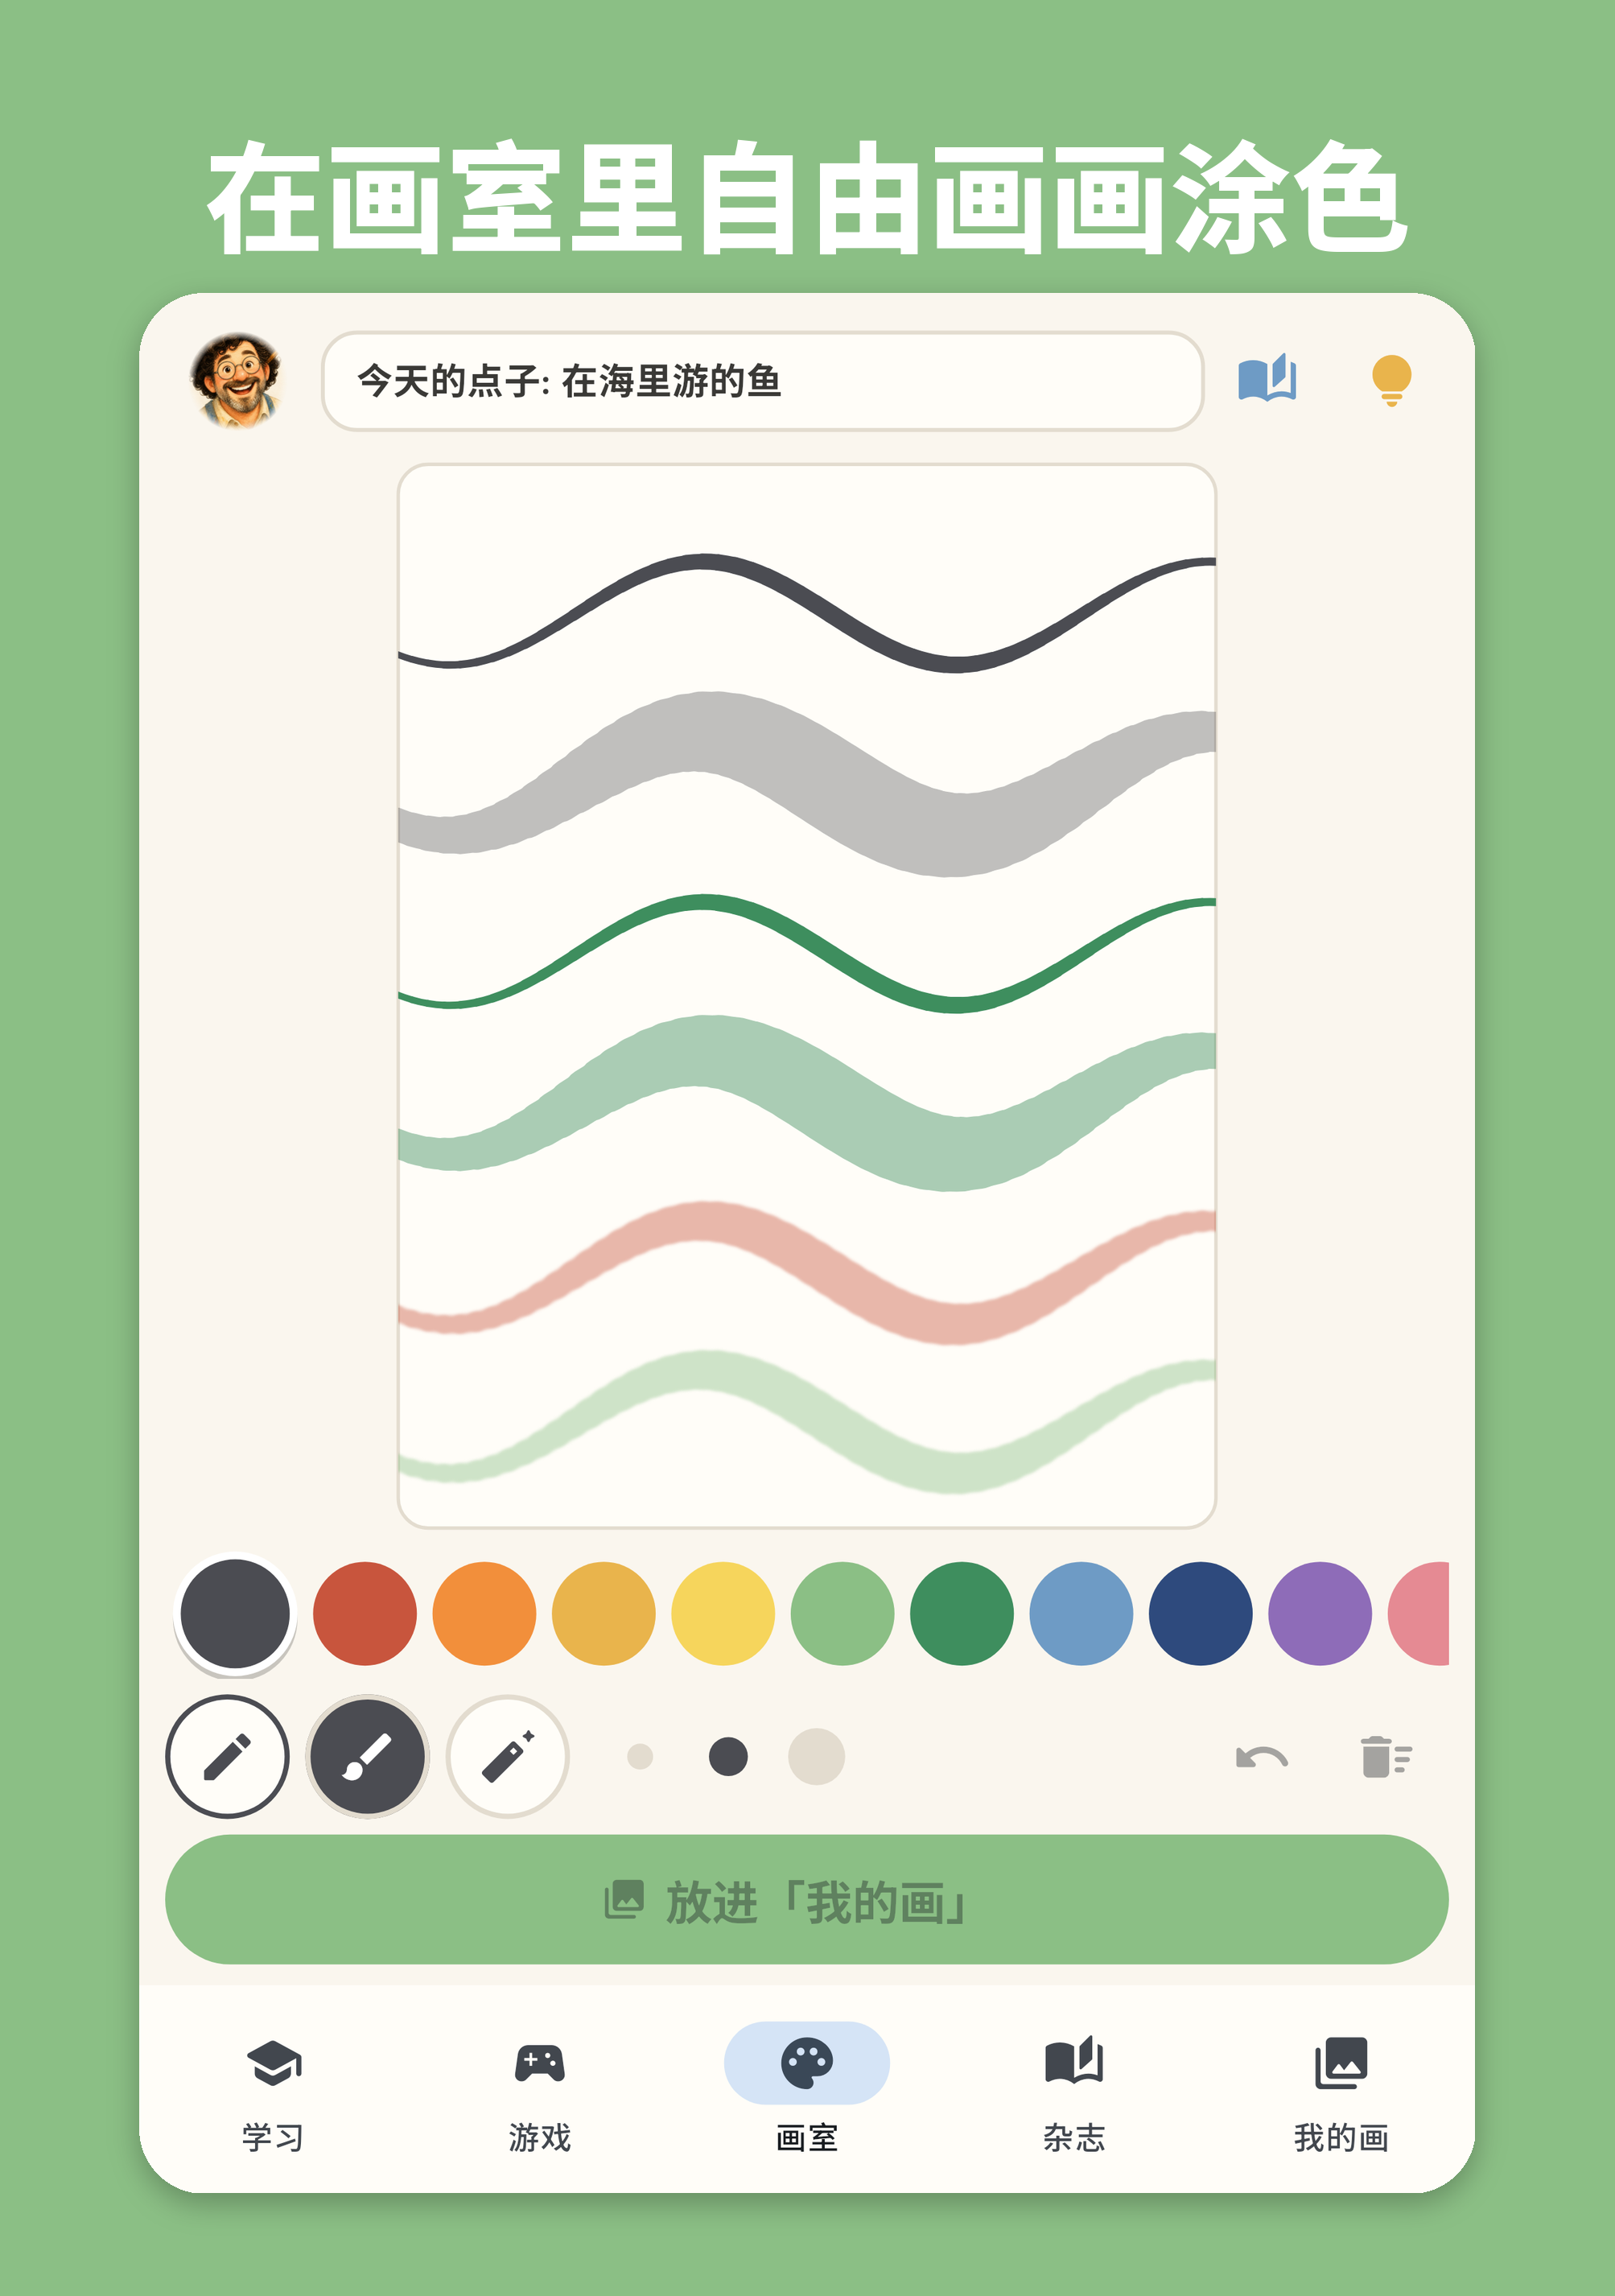 在画室里自由画画涂色
今天的点子: 在海里游的鱼
放进「我的画」
学习
游戏
画室
杂志
我的画